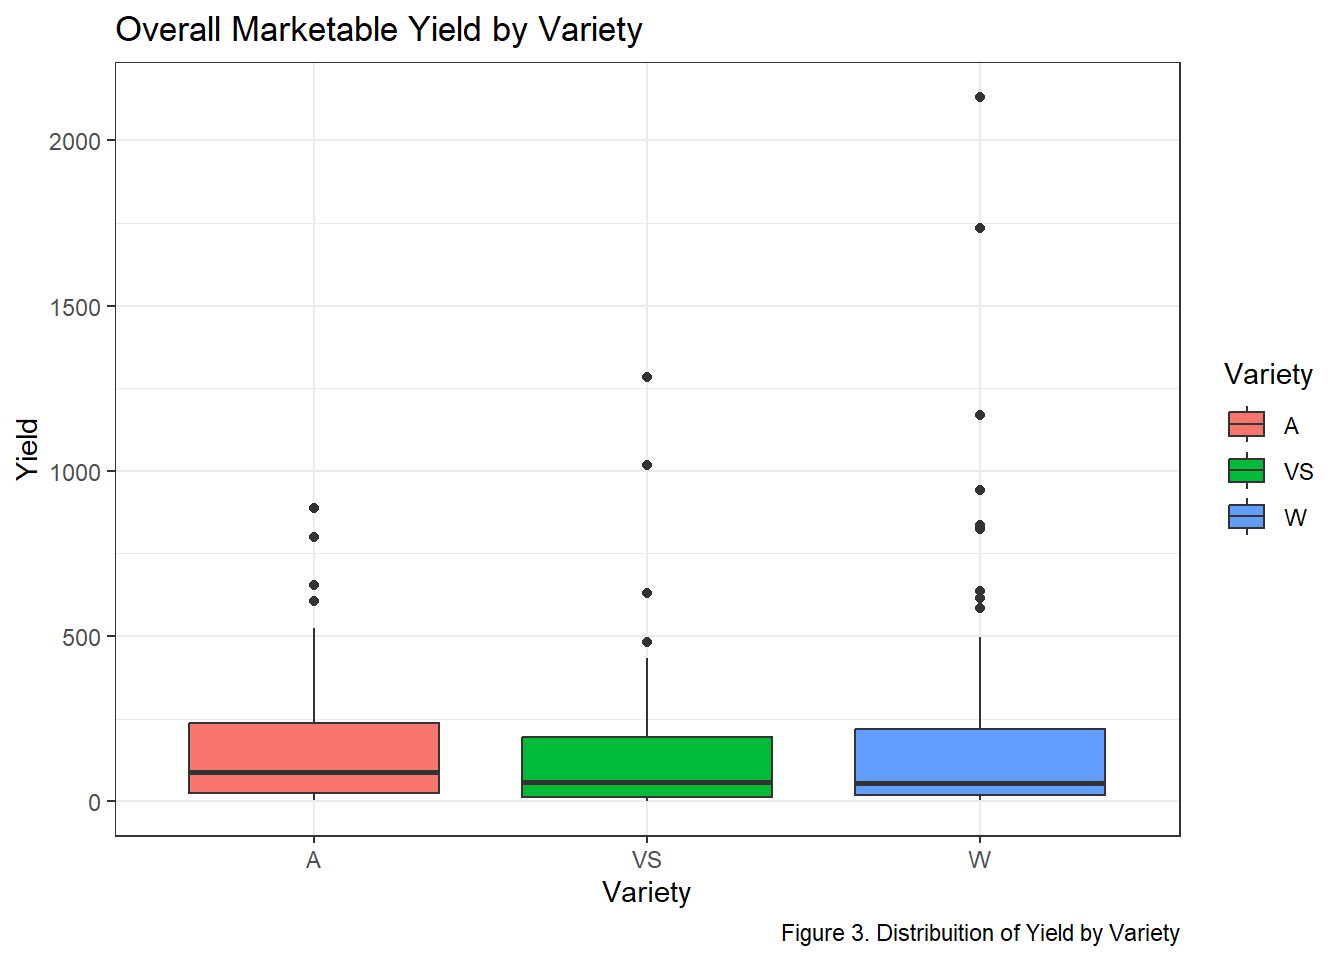 Overall Marketable Yield by Variety
2000
1500
1000
500
0
Yield
A
VS
W
Variety
Variety
A
VS
W
Figure 3. Distribuition of Yield by Variety